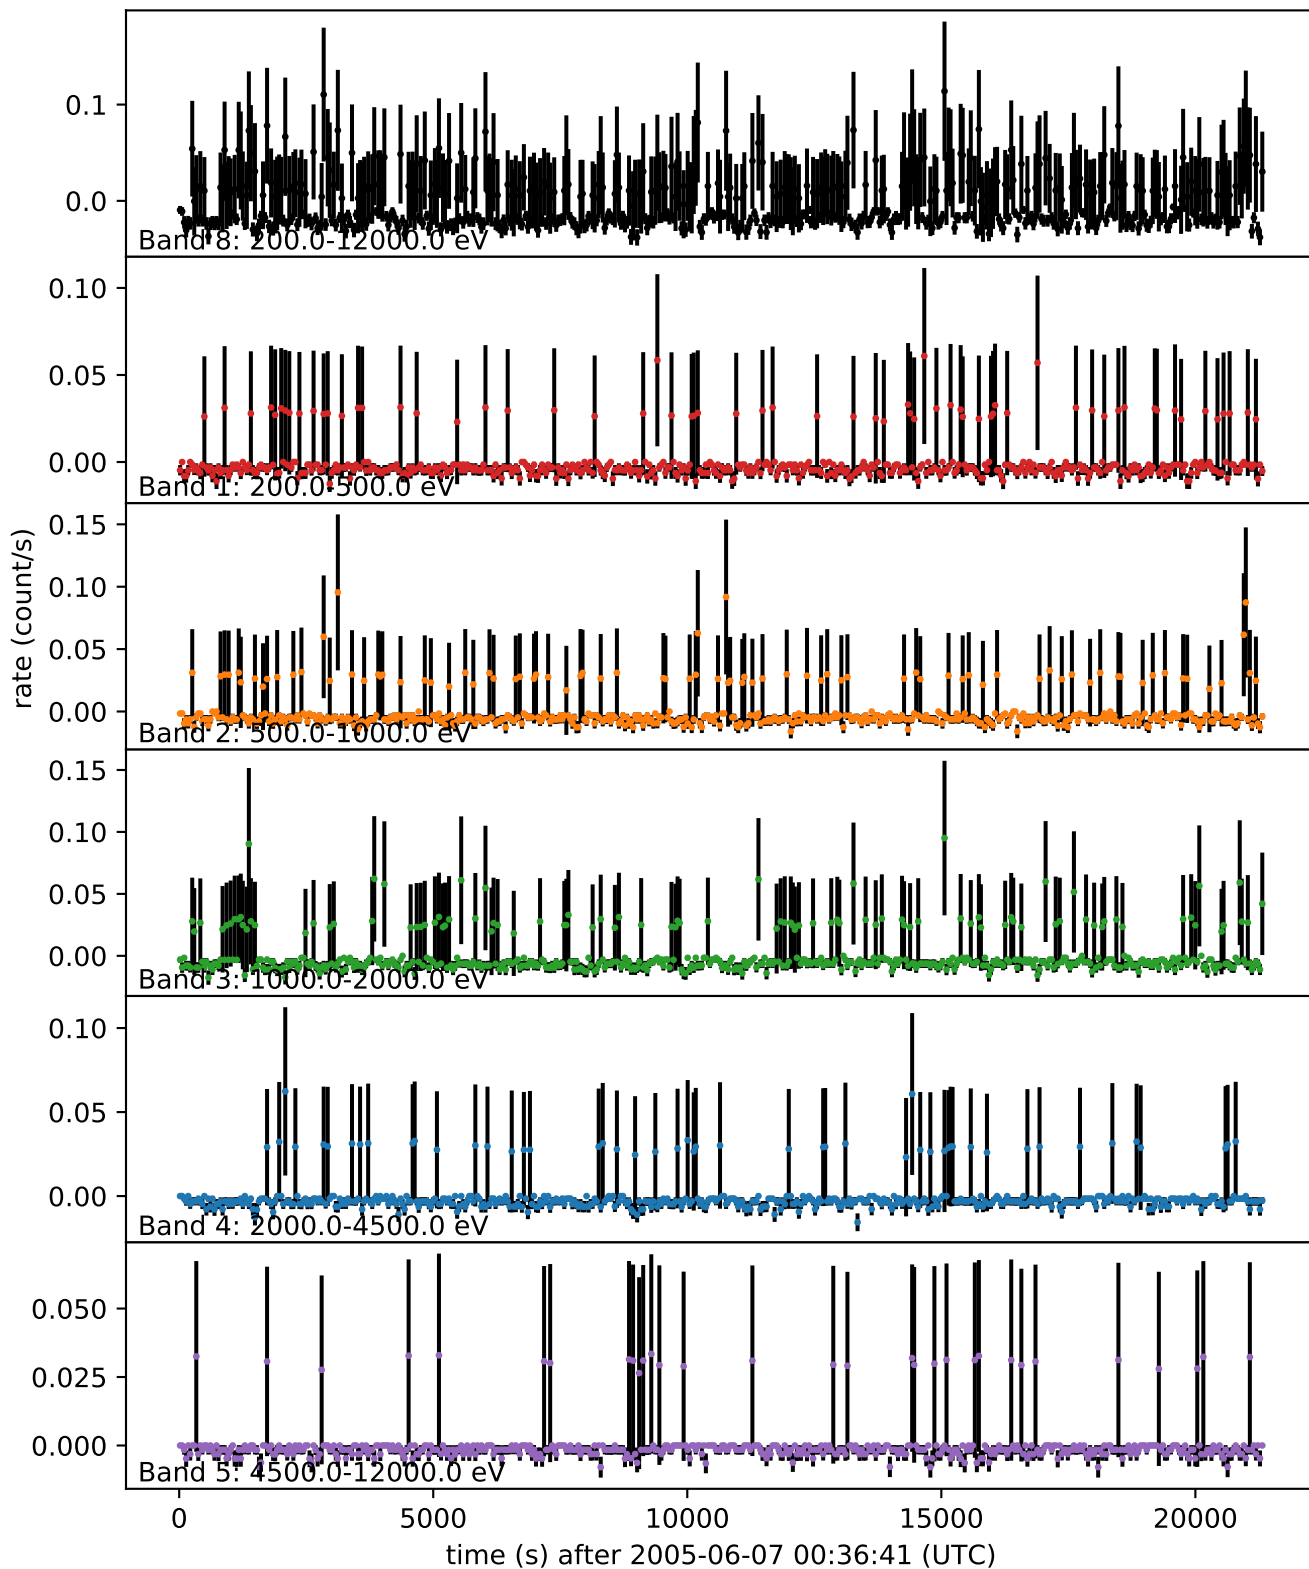 0.1
0.0
Band 8: 200.0-12000.0 eV
0.10
0.05
0.00
Band 1: 200.0-500.0 eV
0.15
0.10
0.05
0.00
Band 2: 500.0-1000.0 eV
rate (count/s)
0.15
0.10
0.05
0.00
Band 3: 1000.0-2000.0 eV
0.10
0.05
0.00
Band 4: 2000.0-4500.0 eV
0.050
0.025
0.000
Band 5: 4500.0-12000.0 eV
0 5000 10000 15000 20000
time (s) after 2005-06-07 00:36:41 (UTC)